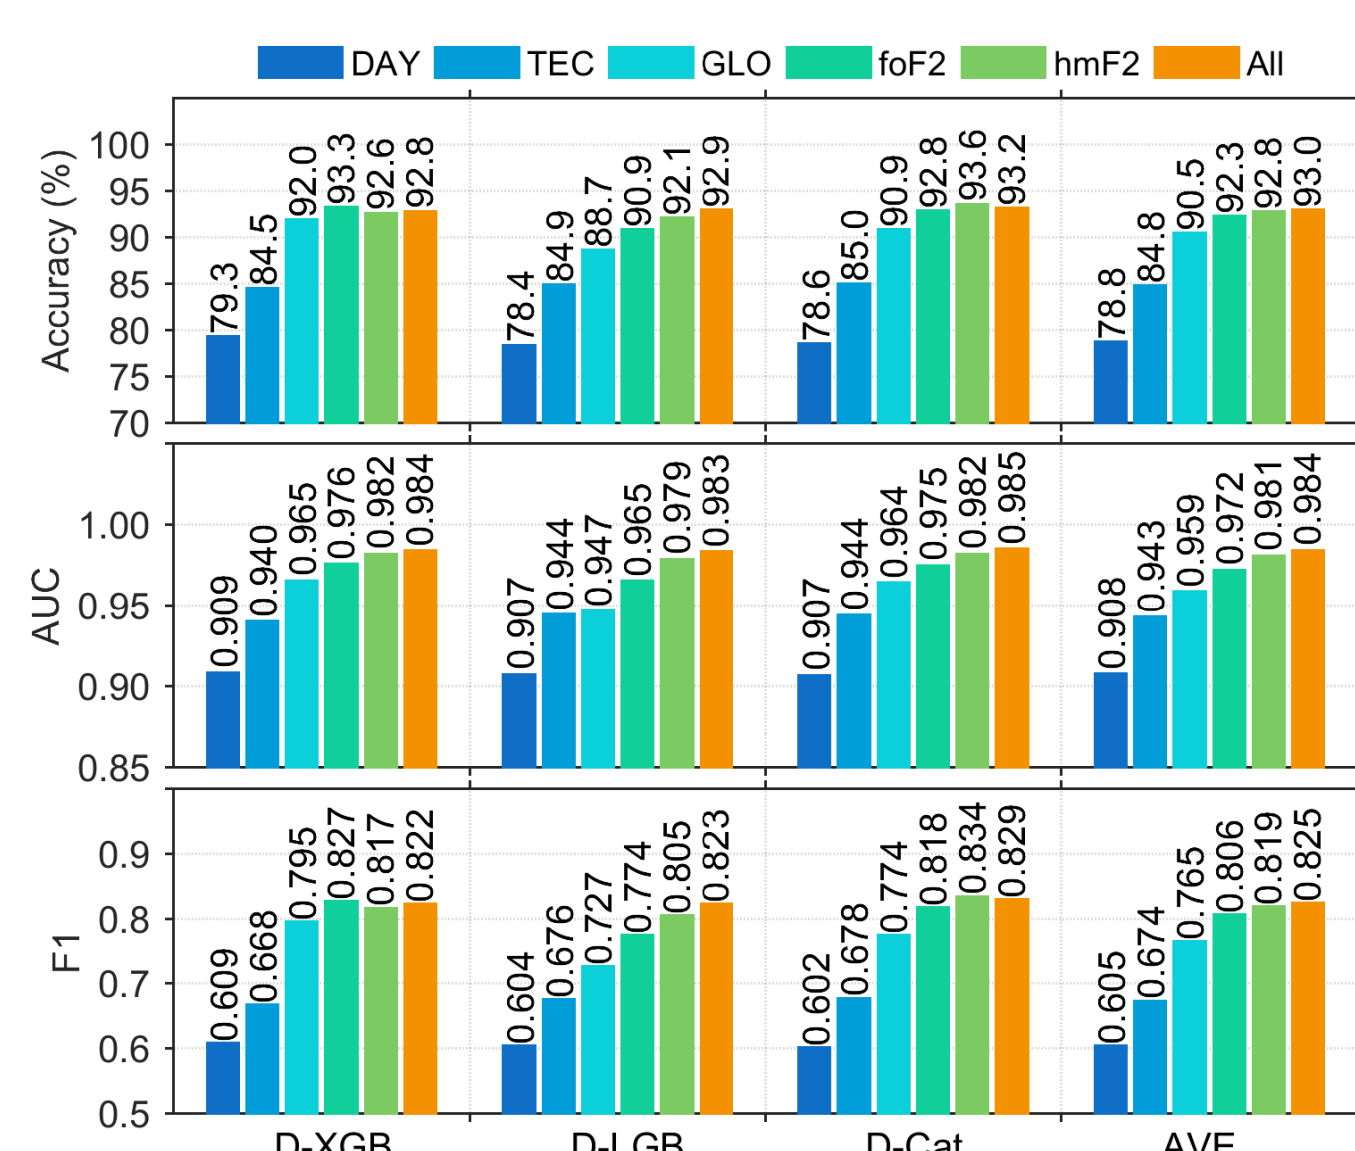 DAY TEC GLO foF2 hmF2 All
Accuracy (%)
100
95
90
85
80
75
70
79.3 84.5 92.0 93.3 92.6 92.8
78.4 84.9 88.7 90.9 92.1 92.9
78.6 85.0 90.9 92.8 93.6 93.2
78.8 84.8 90.5 92.3 92.8 93.0
AUC
1.00
0.95
0.90
0.85
0.909 0.940 0.965 0.976 0.982 0.984
0.907 0.944 0.947 0.965 0.979 0.983
0.907 0.944 0.964 0.975 0.982 0.985
0.908 0.943 0.959 0.972 0.981 0.984
F1
0.9
0.8
0.7
0.6
0.5
0.609 0.668 0.795 0.827 0.817 0.822
0.604 0.676 0.727 0.774 0.805 0.823
0.602 0.678 0.774 0.818 0.834 0.829
0.605 0.674 0.765 0.806 0.819 0.825
D-XGB D-LGB D-Cat AVE